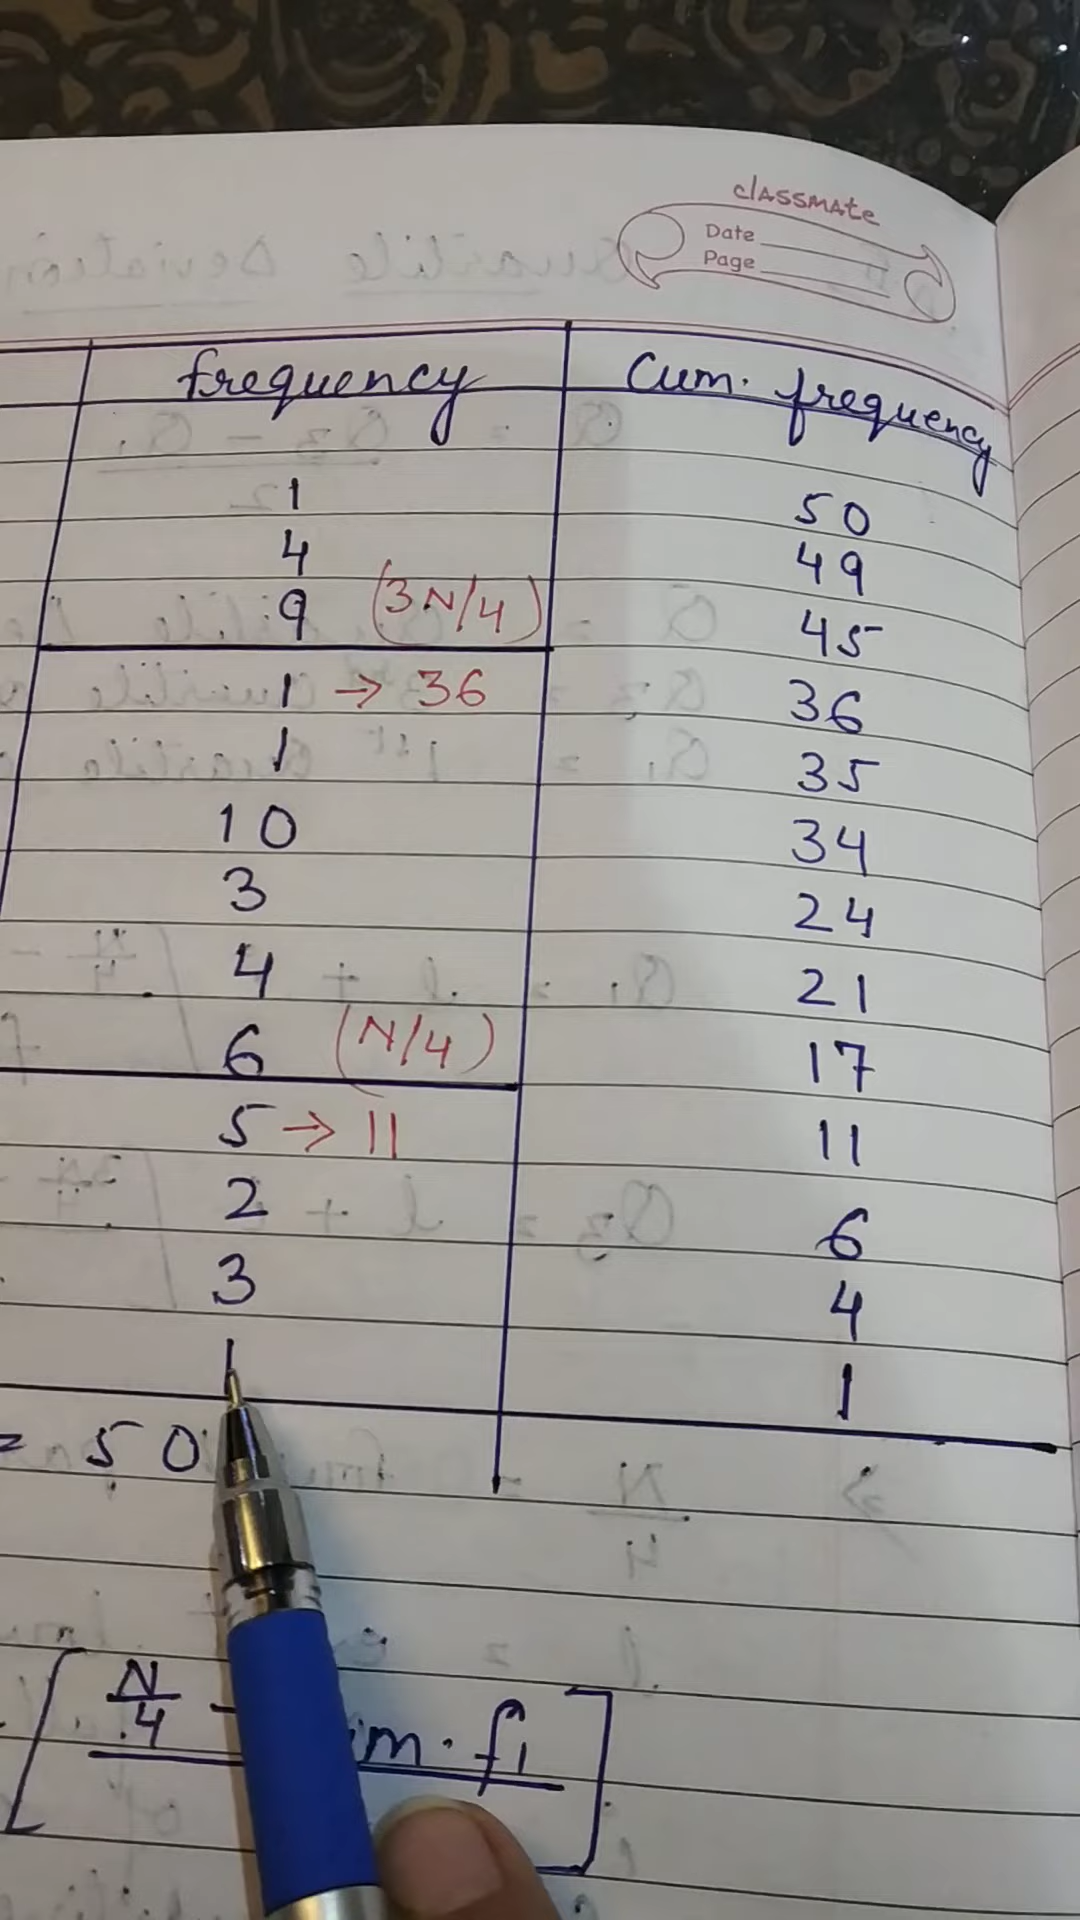 classmate
Date
Page
frequency Cum. frequency
1 50
4 49
9 (3N/4) 45
1 → 36 36
1 35
10 34
3 24
4 21
6 (N/4) 17
5 → 11 11
2 6
3 4
1 1
= 50
N/4 - m. f1